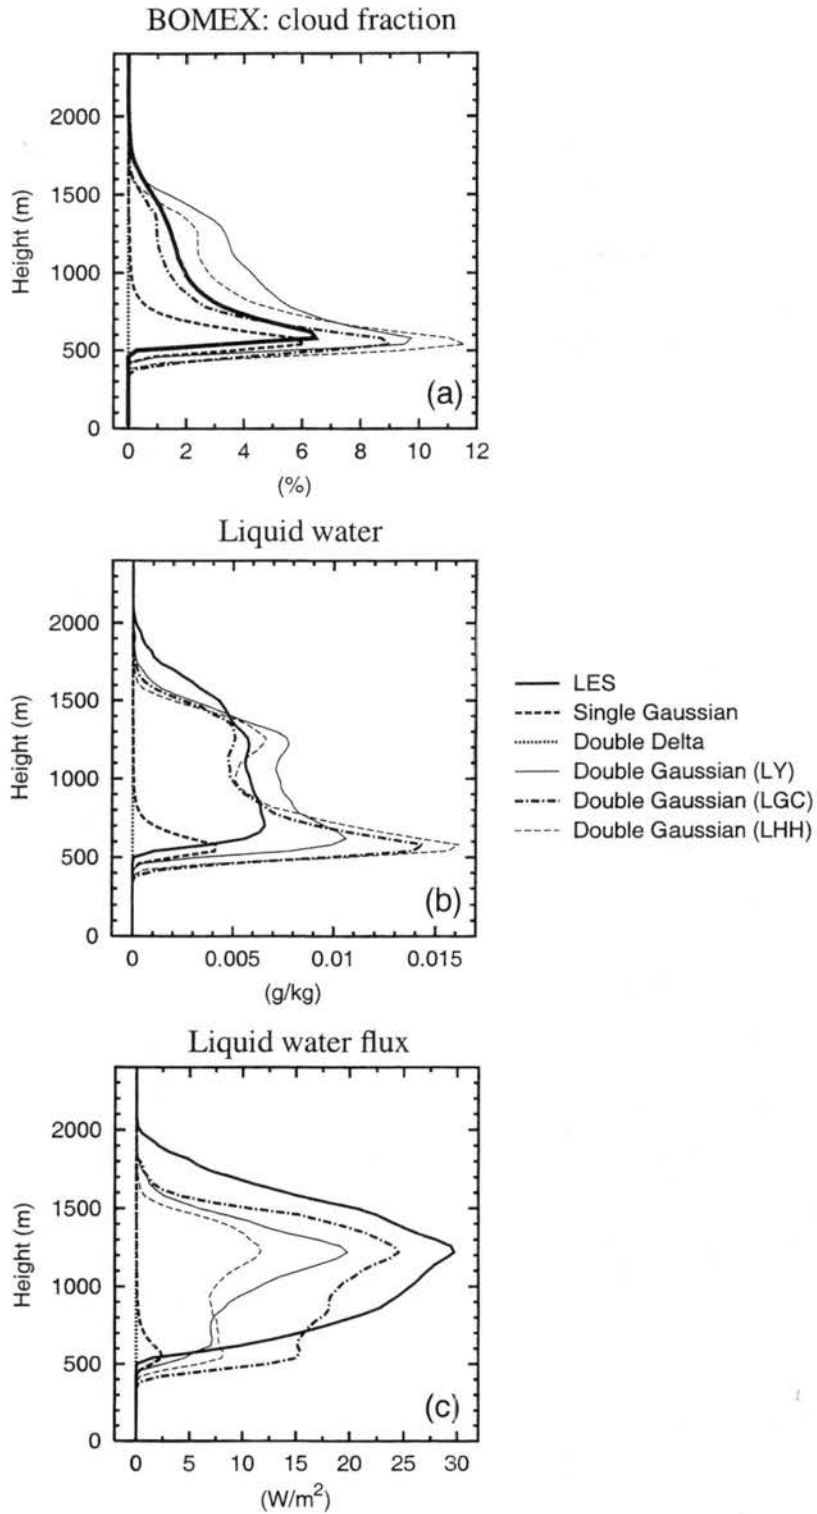 BOMEX: cloud fraction
Height (m)
2000
1500
1000
500
0
(a)
0 2 4 6 8 10 12
(%)
Liquid water
Height (m)
2000
1500
1000
500
0
(b)
0 0.005 0.01 0.015
(g/kg)
LES
Single Gaussian
Double Delta
Double Gaussian (LY)
Double Gaussian (LGC)
Double Gaussian (LHH)
Liquid water flux
Height (m)
2000
1500
1000
500
0
(c)
0 5 10 15 20 25 30
(W/m²)